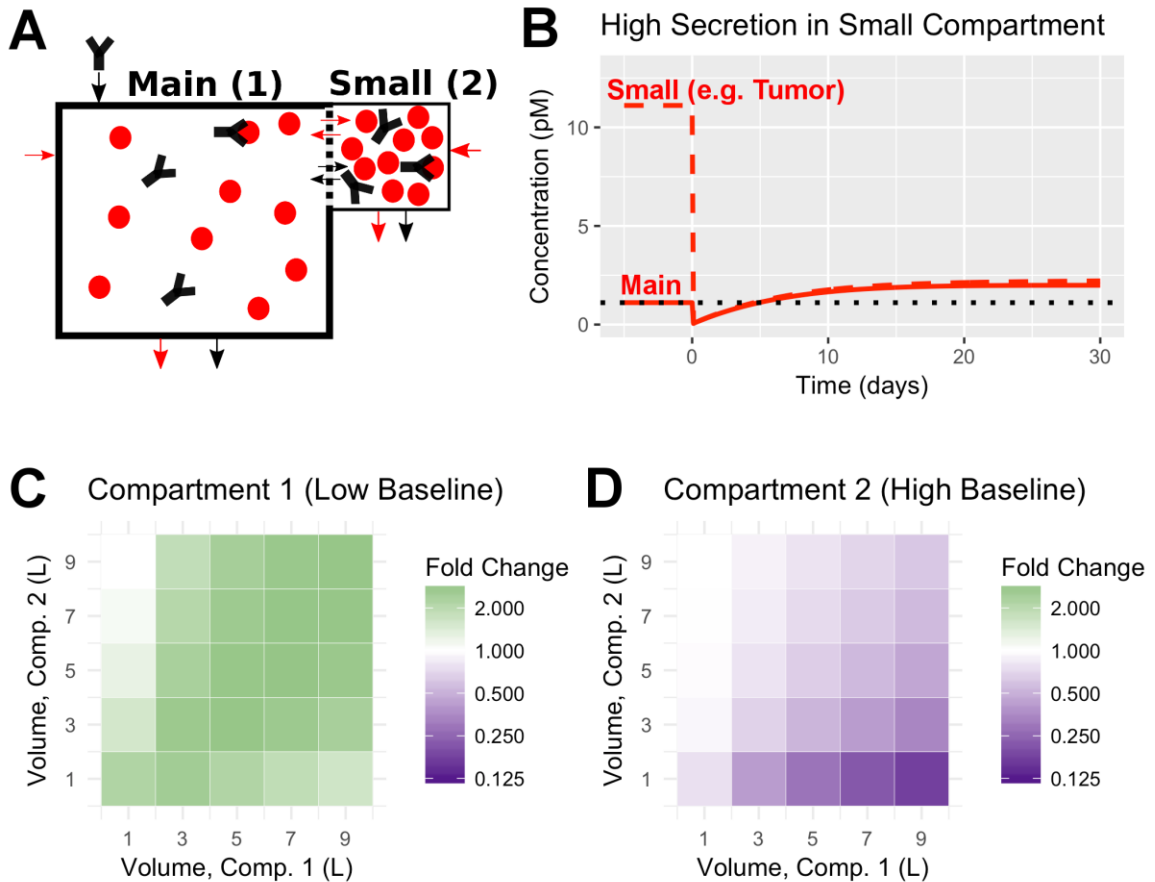 A
Main (1)
Small (2)
B
High Secretion in Small Compartment
Small (e.g. Tumor)
Main
10
5
0
Concentration (pM)
0
10
20
30
Time (days)
C
Compartment 1 (Low Baseline)
9
7
5
3
1
Volume, Comp. 2 (L)
1
3
5
7
9
Volume, Comp. 1 (L)
Fold Change
2.000
1.000
0.500
0.250
0.125
D
Compartment 2 (High Baseline)
9
7
5
3
1
Volume, Comp. 2 (L)
1
3
5
7
9
Volume, Comp. 1 (L)
Fold Change
2.000
1.000
0.500
0.250
0.125